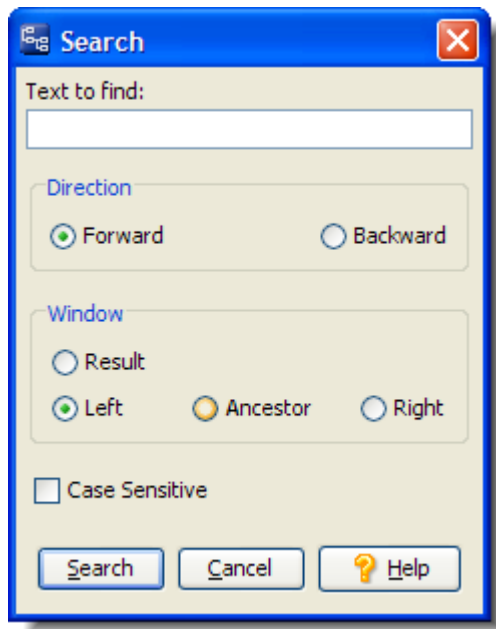 Search
Text to find:
Direction
Forward Backward
Window
Result
Left Ancestor Right
Case Sensitive
Search Cancel Help